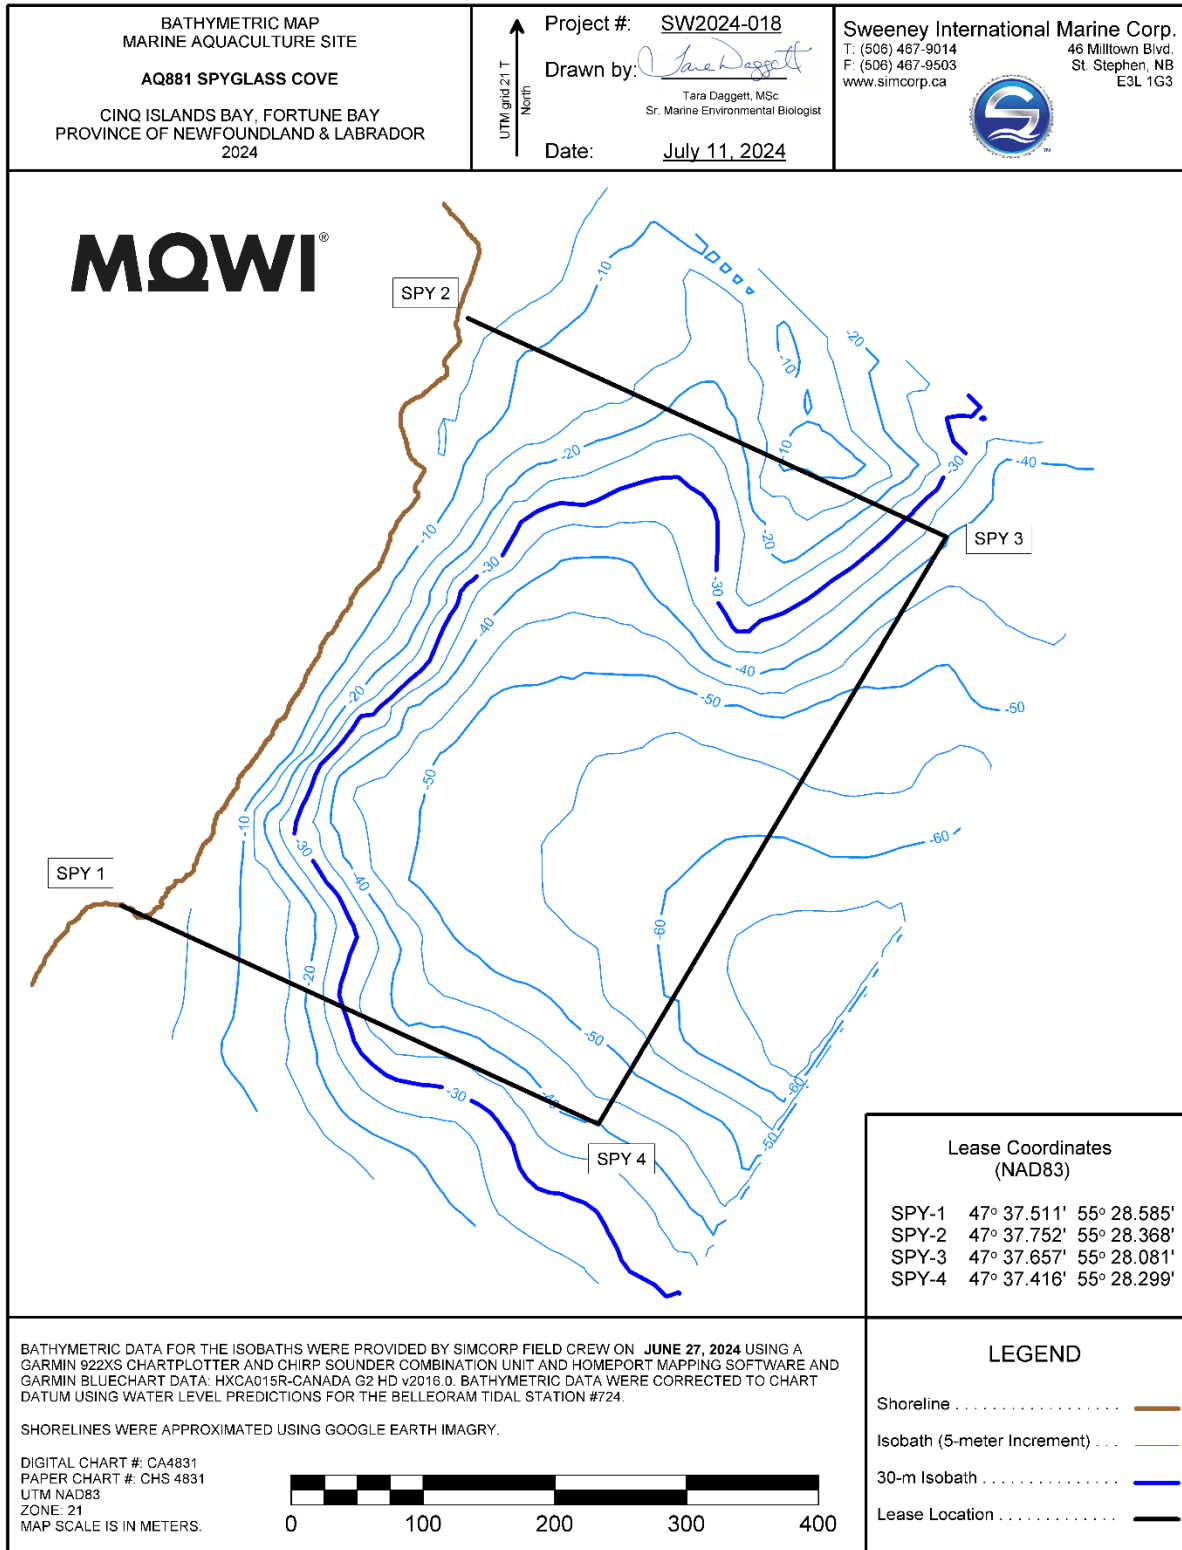 BATHYMETRIC MAP
MARINE AQUACULTURE SITE
AQ881 SPYGLASS COVE
CINQ ISLANDS BAY, FORTUNE BAY
PROVINCE OF NEWFOUNDLAND & LABRADOR
2024
UTM grid 21 T
North
Project #: SW2024-018
Drawn by: Tara Daggett
Tara Daggett, MSc
Sr. Marine Environmental Biologist
Date: July 11, 2024
Sweeney International Marine Corp.
T: (506) 467-9014 46 Milltown Blvd.
F: (506) 467-9503 St. Stephen, NB
www.simcorp.ca E3L 1G3
S
TM
MOWI®
SPY 2
-10
-20
-10
-10
-20
-30
-40
SPY 3
-10
-20
-30
-30
-40
-40
-50
-50
-20
-50
-10
-30
-40
-60
SPY 1
-60
-20
-50
-30
-40
-60
-50
SPY 4
Lease Coordinates
(NAD83)
SPY-1 47° 37.511' 55° 28.585'
SPY-2 47° 37.752' 55° 28.368'
SPY-3 47° 37.657' 55° 28.081'
SPY-4 47° 37.416' 55° 28.299'
BATHYMETRIC DATA FOR THE ISOBATHS WERE PROVIDED BY SIMCORP FIELD CREW ON JUNE 27, 2024 USING A
GARMIN 922XS CHARTPLOTTER AND CHIRP SOUNDER COMBINATION UNIT AND HOMEPORT MAPPING SOFTWARE AND
GARMIN BLUECHART DATA: HXCA015R-CANADA G2 HD v2016.0. BATHYMETRIC DATA WERE CORRECTED TO CHART
DATUM USING WATER LEVEL PREDICTIONS FOR THE BELLEORAM TIDAL STATION #724.
SHORELINES WERE APPROXIMATED USING GOOGLE EARTH IMAGRY.
DIGITAL CHART #: CA4831
PAPER CHART #: CHS 4831
UTM NAD83
ZONE: 21
MAP SCALE IS IN METERS.
0 100 200 300 400
LEGEND
Shoreline . . . . . . . . . . . . . . . . . .
Isobath (5-meter Increment) . . .
30-m Isobath . . . . . . . . . . . . . . .
Lease Location . . . . . . . . . . . . .